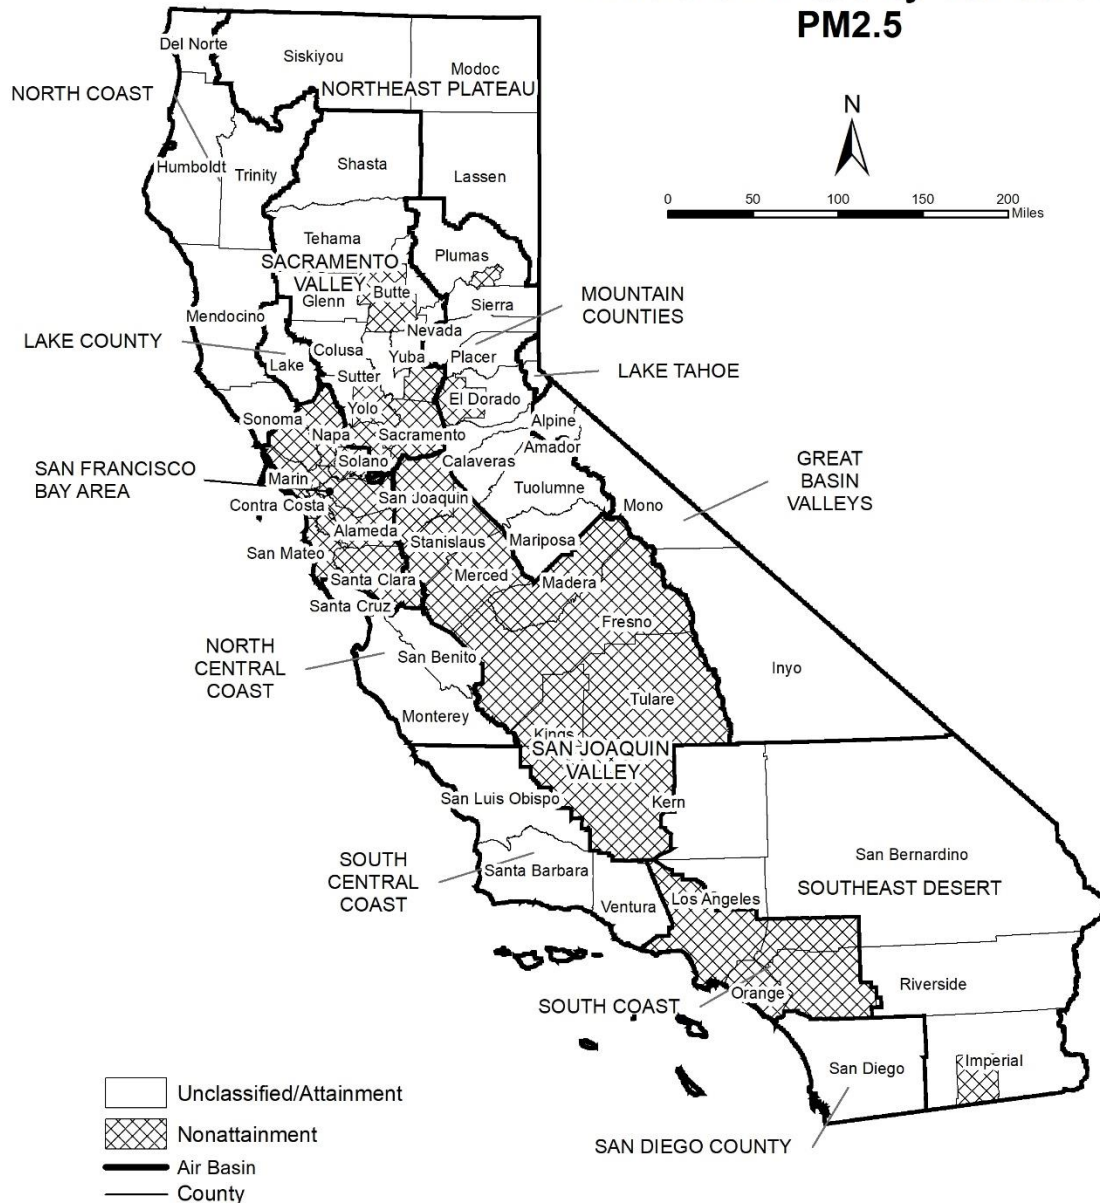 PM2.5
N
0 50 100 150 200
Miles
Del Norte
Siskiyou
Modoc
NORTHEAST PLATEAU
NORTH COAST
Humboldt
Trinity
Shasta
Lassen
Tehama
Plumas
SACRAMENTO
VALLEY
Butte
Glenn
Sierra
MOUNTAIN
COUNTIES
Mendocino
Nevada
LAKE COUNTY
Colusa
Yuba
Placer
Lake
LAKE TAHOE
Sutter
El Dorado
Yolo
Sonoma
Alpine
Napa
Sacramento
Amador
Solano
Calaveras
SAN FRANCISCO
BAY AREA
Marin
Tuolumne
GREAT
BASIN
VALLEYS
San Joaquin
Contra Costa
Mono
Alameda
Stanislaus
Mariposa
San Mateo
Santa Clara
Merced
Madera
Santa Cruz
Fresno
NORTH
CENTRAL
COAST
San Benito
Inyo
Tulare
Monterey
Kings
SAN JOAQUIN
VALLEY
San Luis Obispo
Kern
San Bernardino
SOUTH
CENTRAL
COAST
Santa Barbara
SOUTHEAST DESERT
Ventura
Los Angeles
Riverside
Orange
SOUTH COAST
San Diego
Imperial
SAN DIEGO COUNTY
Unclassified/Attainment
Nonattainment
Air Basin
County